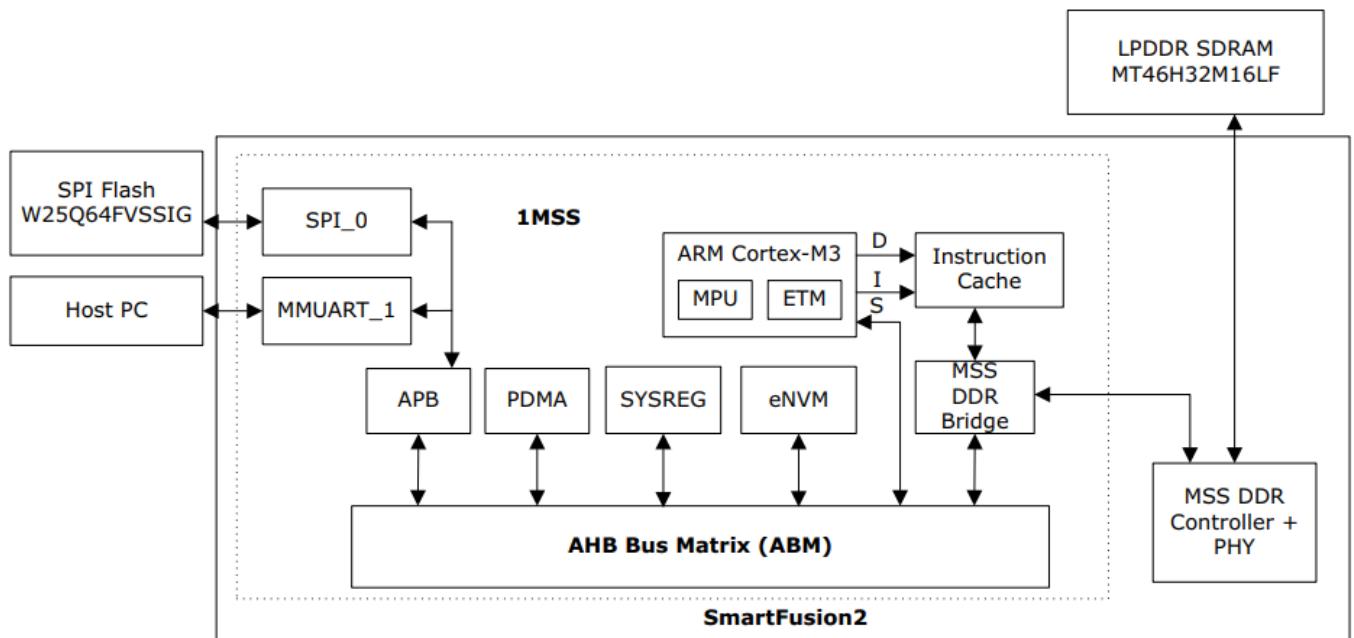 LPDDR SDRAM
MT46H32M16LF
SPI Flash
W25Q64FVSSIG
SPI_0
1MSS
ARM Cortex-M3
D
Instruction
Cache
MPU
ETM
I
S
Host PC
MMUART_1
APB
PDMA
SYSREG
eNVM
MSS
DDR
Bridge
MSS DDR
Controller +
PHY
AHB Bus Matrix (ABM)
SmartFusion2